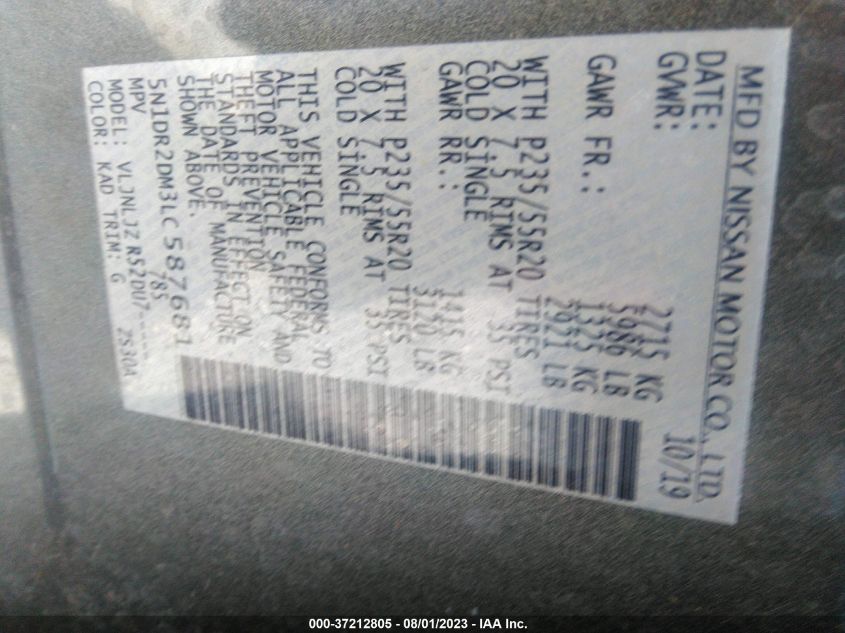 MFD BY NISSAN MOTOR CO., LTD.
DATE: 10/19
GVWR: 2715 KG
5986 LB
GAWR FR.: 1325 KG
2921 LB
WITH P235/55R20 TIRES
20 X 7.5 RIMS AT 35 PSI
COLD SINGLE
GAWR RR.: 1415 KG
3120 LB
WITH P235/55R20 TIRES
20 X 7.5 RIMS AT 35 PSI
COLD SINGLE
THIS VEHICLE CONFORMS TO
ALL APPLICABLE FEDERAL
MOTOR VEHICLE SAFETY AND
THEFT PREVENTION
STANDARDS IN EFFECT ON
THE DATE OF MANUFACTURE
SHOWN ABOVE.
5N1DR2DM3LC587681
MPV 785
MODEL: VLJNL3Z R52DU7----
COLOR: KAD TRIM: G ZS30A
000-37212805 - 08/01/2023 - IAA Inc.